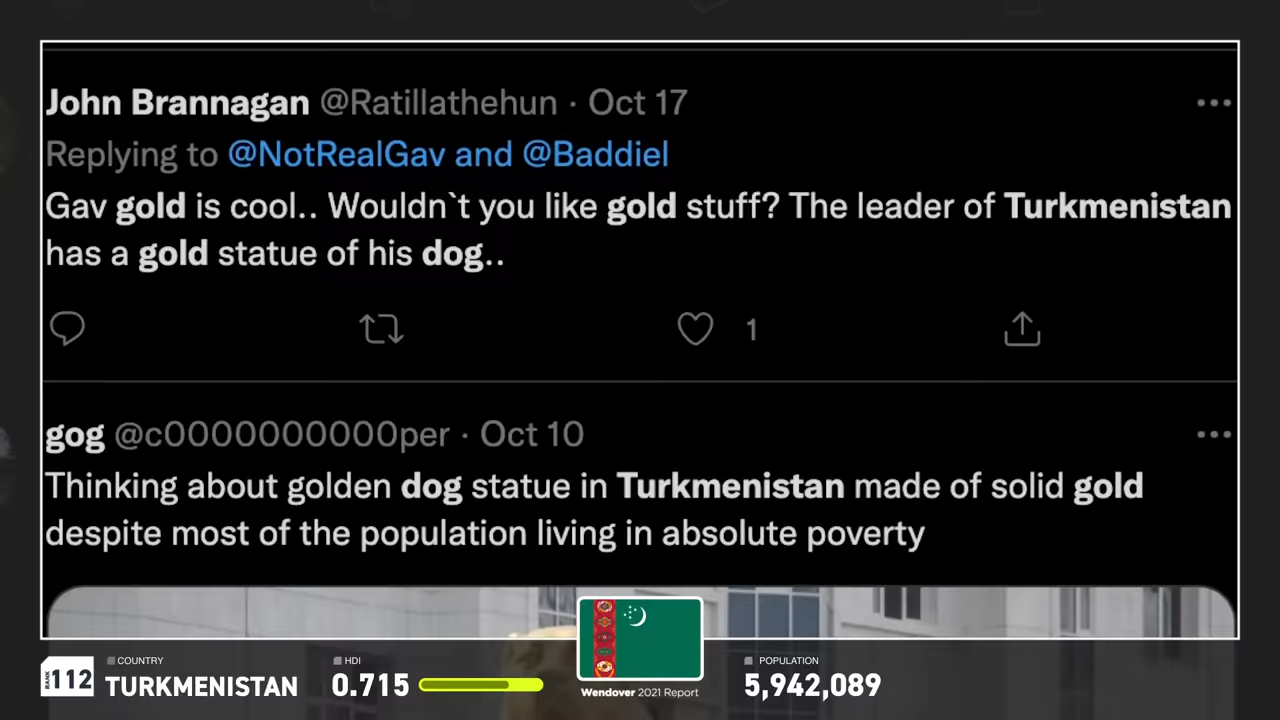 John Brannagan @Ratillathehun · Oct 17
Replying to @NotRealGav and @Baddiel
Gav gold is cool.. Wouldn`t you like gold stuff? The leader of Turkmenistan
has a gold statue of his dog..
1
gog @c0000000000per · Oct 10
Thinking about golden dog statue in Turkmenistan made of solid gold
despite most of the population living in absolute poverty
RANK 112
COUNTRY
TURKMENISTAN
HDI
0.715
Wendover 2021 Report
POPULATION
5,942,089